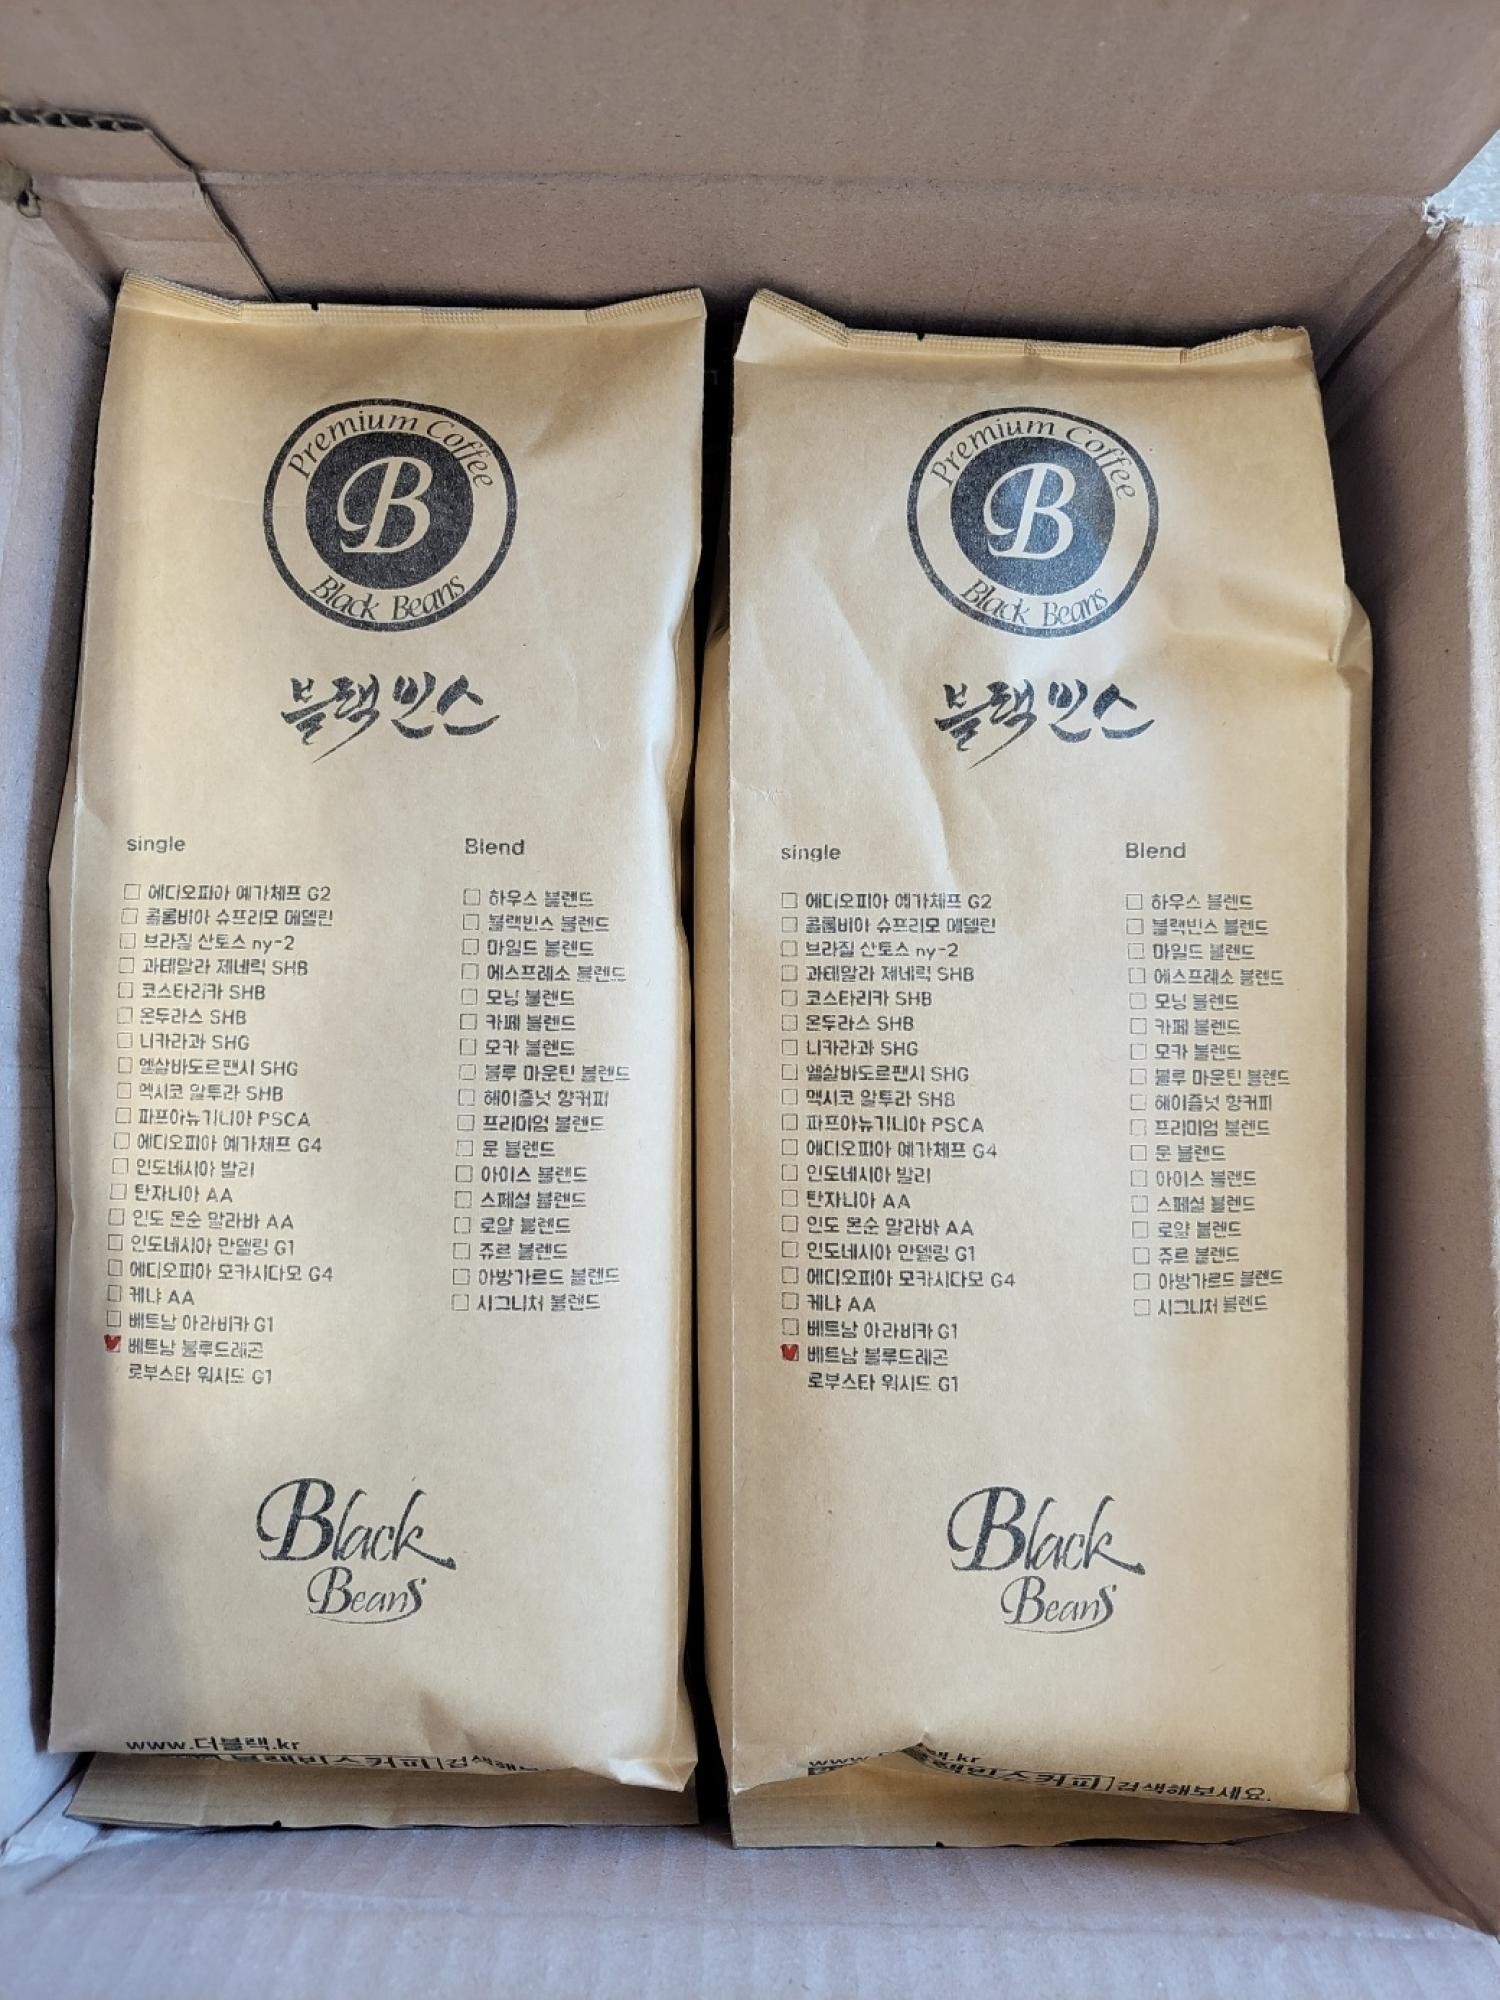 Premium Coffee
B
Black Beans
블랙빈스
single
에디오피아 예가체프 G2
콜롬비아 슈프리모 메델린
브라질 산토스 ny-2
과테말라 제네릭 SHB
코스타리카 SHB
온두라스 SHB
니카라과 SHG
엘살바도르팬시 SHG
멕시코 알투라 SHB
파프아뉴기니아 PSCA
에디오피아 예가체프 G4
인도네시아 발리
탄자니아 AA
인도 몬순 말라바 AA
인도네시아 만델링 G1
에디오피아 모카시다모 G4
케냐 AA
베트남 아라비카 G1
베트남 블루드래곤
로부스타 워시드 G1
Blend
하우스 블렌드
블랙빈스 블렌드
마일드 블렌드
에스프레소 블렌드
모닝 블렌드
카페 블렌드
모카 블렌드
블루 마운틴 블렌드
헤이즐넛 향커피
프리미엄 블렌드
문 블렌드
아이스 블렌드
스페셜 블렌드
로얄 블렌드
쥬르 블렌드
아방가르드 블렌드
시그니처 블렌드
Black
Beans
www.더블랙.kr
블랙빈스커피 검색해보
Premium Coffee
B
Black Beans
블랙빈스
single
에디오피아 예가체프 G2
콜롬비아 슈프리모 메델린
브라질 산토스 ny-2
과테말라 제네릭 SHB
코스타리카 SHB
온두라스 SHB
니카라과 SHG
엘살바도르팬시 SHG
멕시코 알투라 SHB
파프아뉴기니아 PSCA
에디오피아 예가체프 G4
인도네시아 발리
탄자니아 AA
인도 몬순 말라바 AA
인도네시아 만델링 G1
에디오피아 모카시다모 G4
케냐 AA
베트남 아라비카 G1
베트남 블루드래곤
로부스타 워시드 G1
Blend
하우스 블렌드
블랙빈스 블렌드
마일드 블렌드
에스프레소 블렌드
모닝 블렌드
카페 블렌드
모카 블렌드
블루 마운틴 블렌드
헤이즐넛 향커피
프리미엄 블렌드
문 블렌드
아이스 블렌드
스페셜 블렌드
로얄 블렌드
쥬르 블렌드
아방가르드 블렌드
시그니처 블렌드
Black
Beans
랙.kr
블랙빈스커피 검색해보세요.